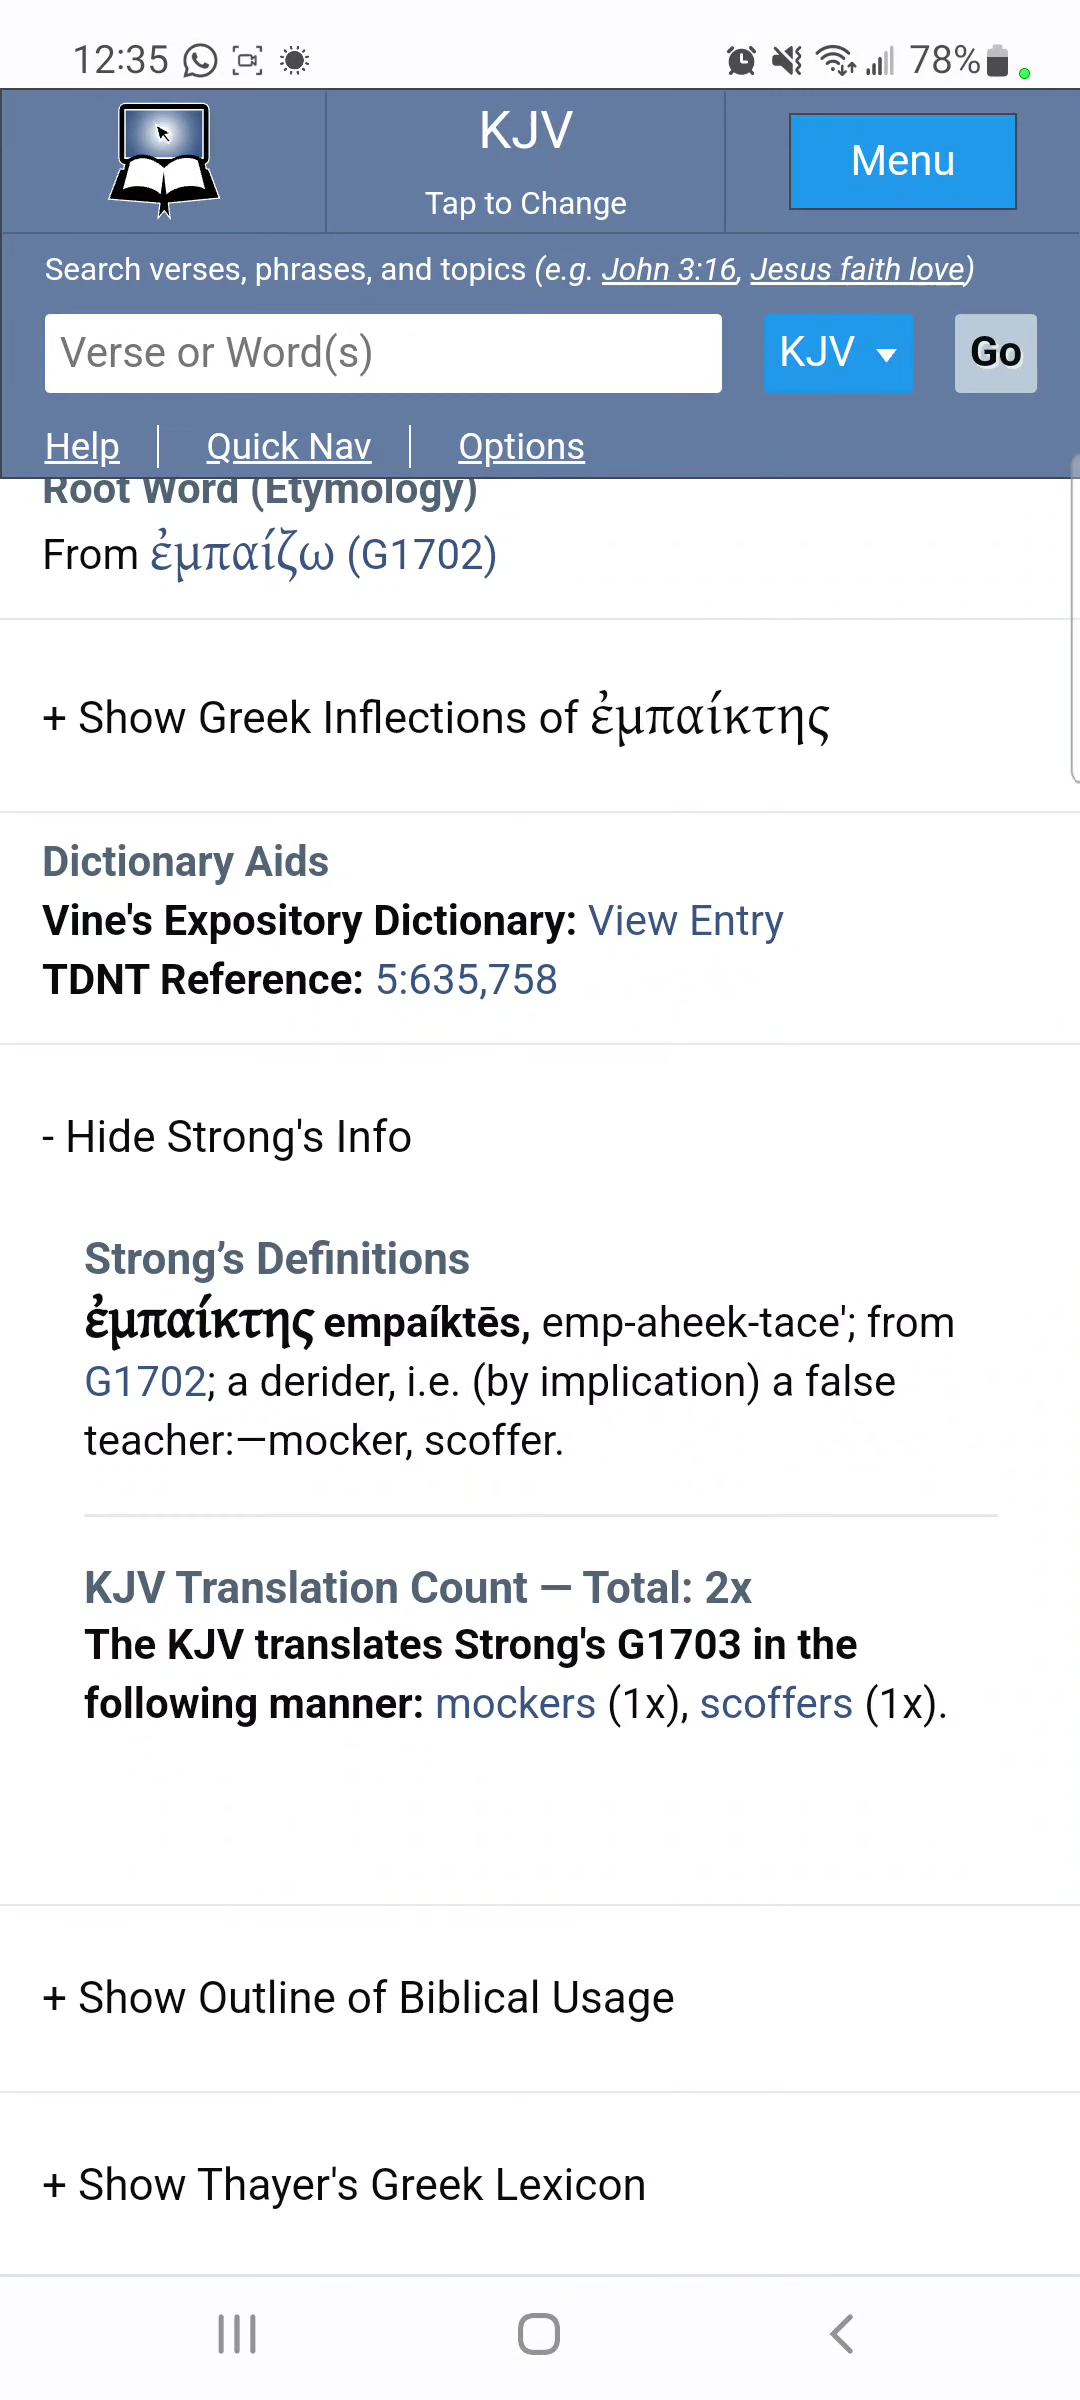 12:35 78%
KJV
Tap to Change
Menu
Search verses, phrases, and topics (e.g. John 3:16, Jesus faith love)
Verse or Word(s) KJV Go
Help Quick Nav Options
Root Word (Etymology)
From ἐμπαίζω (G1702)
+ Show Greek Inflections of ἐμπαίκτης
Dictionary Aids
Vine's Expository Dictionary: View Entry
TDNT Reference: 5:635,758
- Hide Strong's Info
Strong’s Definitions
ἐμπαίκτης empaíktēs, emp-aheek-tace'; from
G1702; a derider, i.e. (by implication) a false
teacher:—mocker, scoffer.
KJV Translation Count — Total: 2x
The KJV translates Strong's G1703 in the
following manner: mockers (1x), scoffers (1x).
+ Show Outline of Biblical Usage
+ Show Thayer's Greek Lexicon